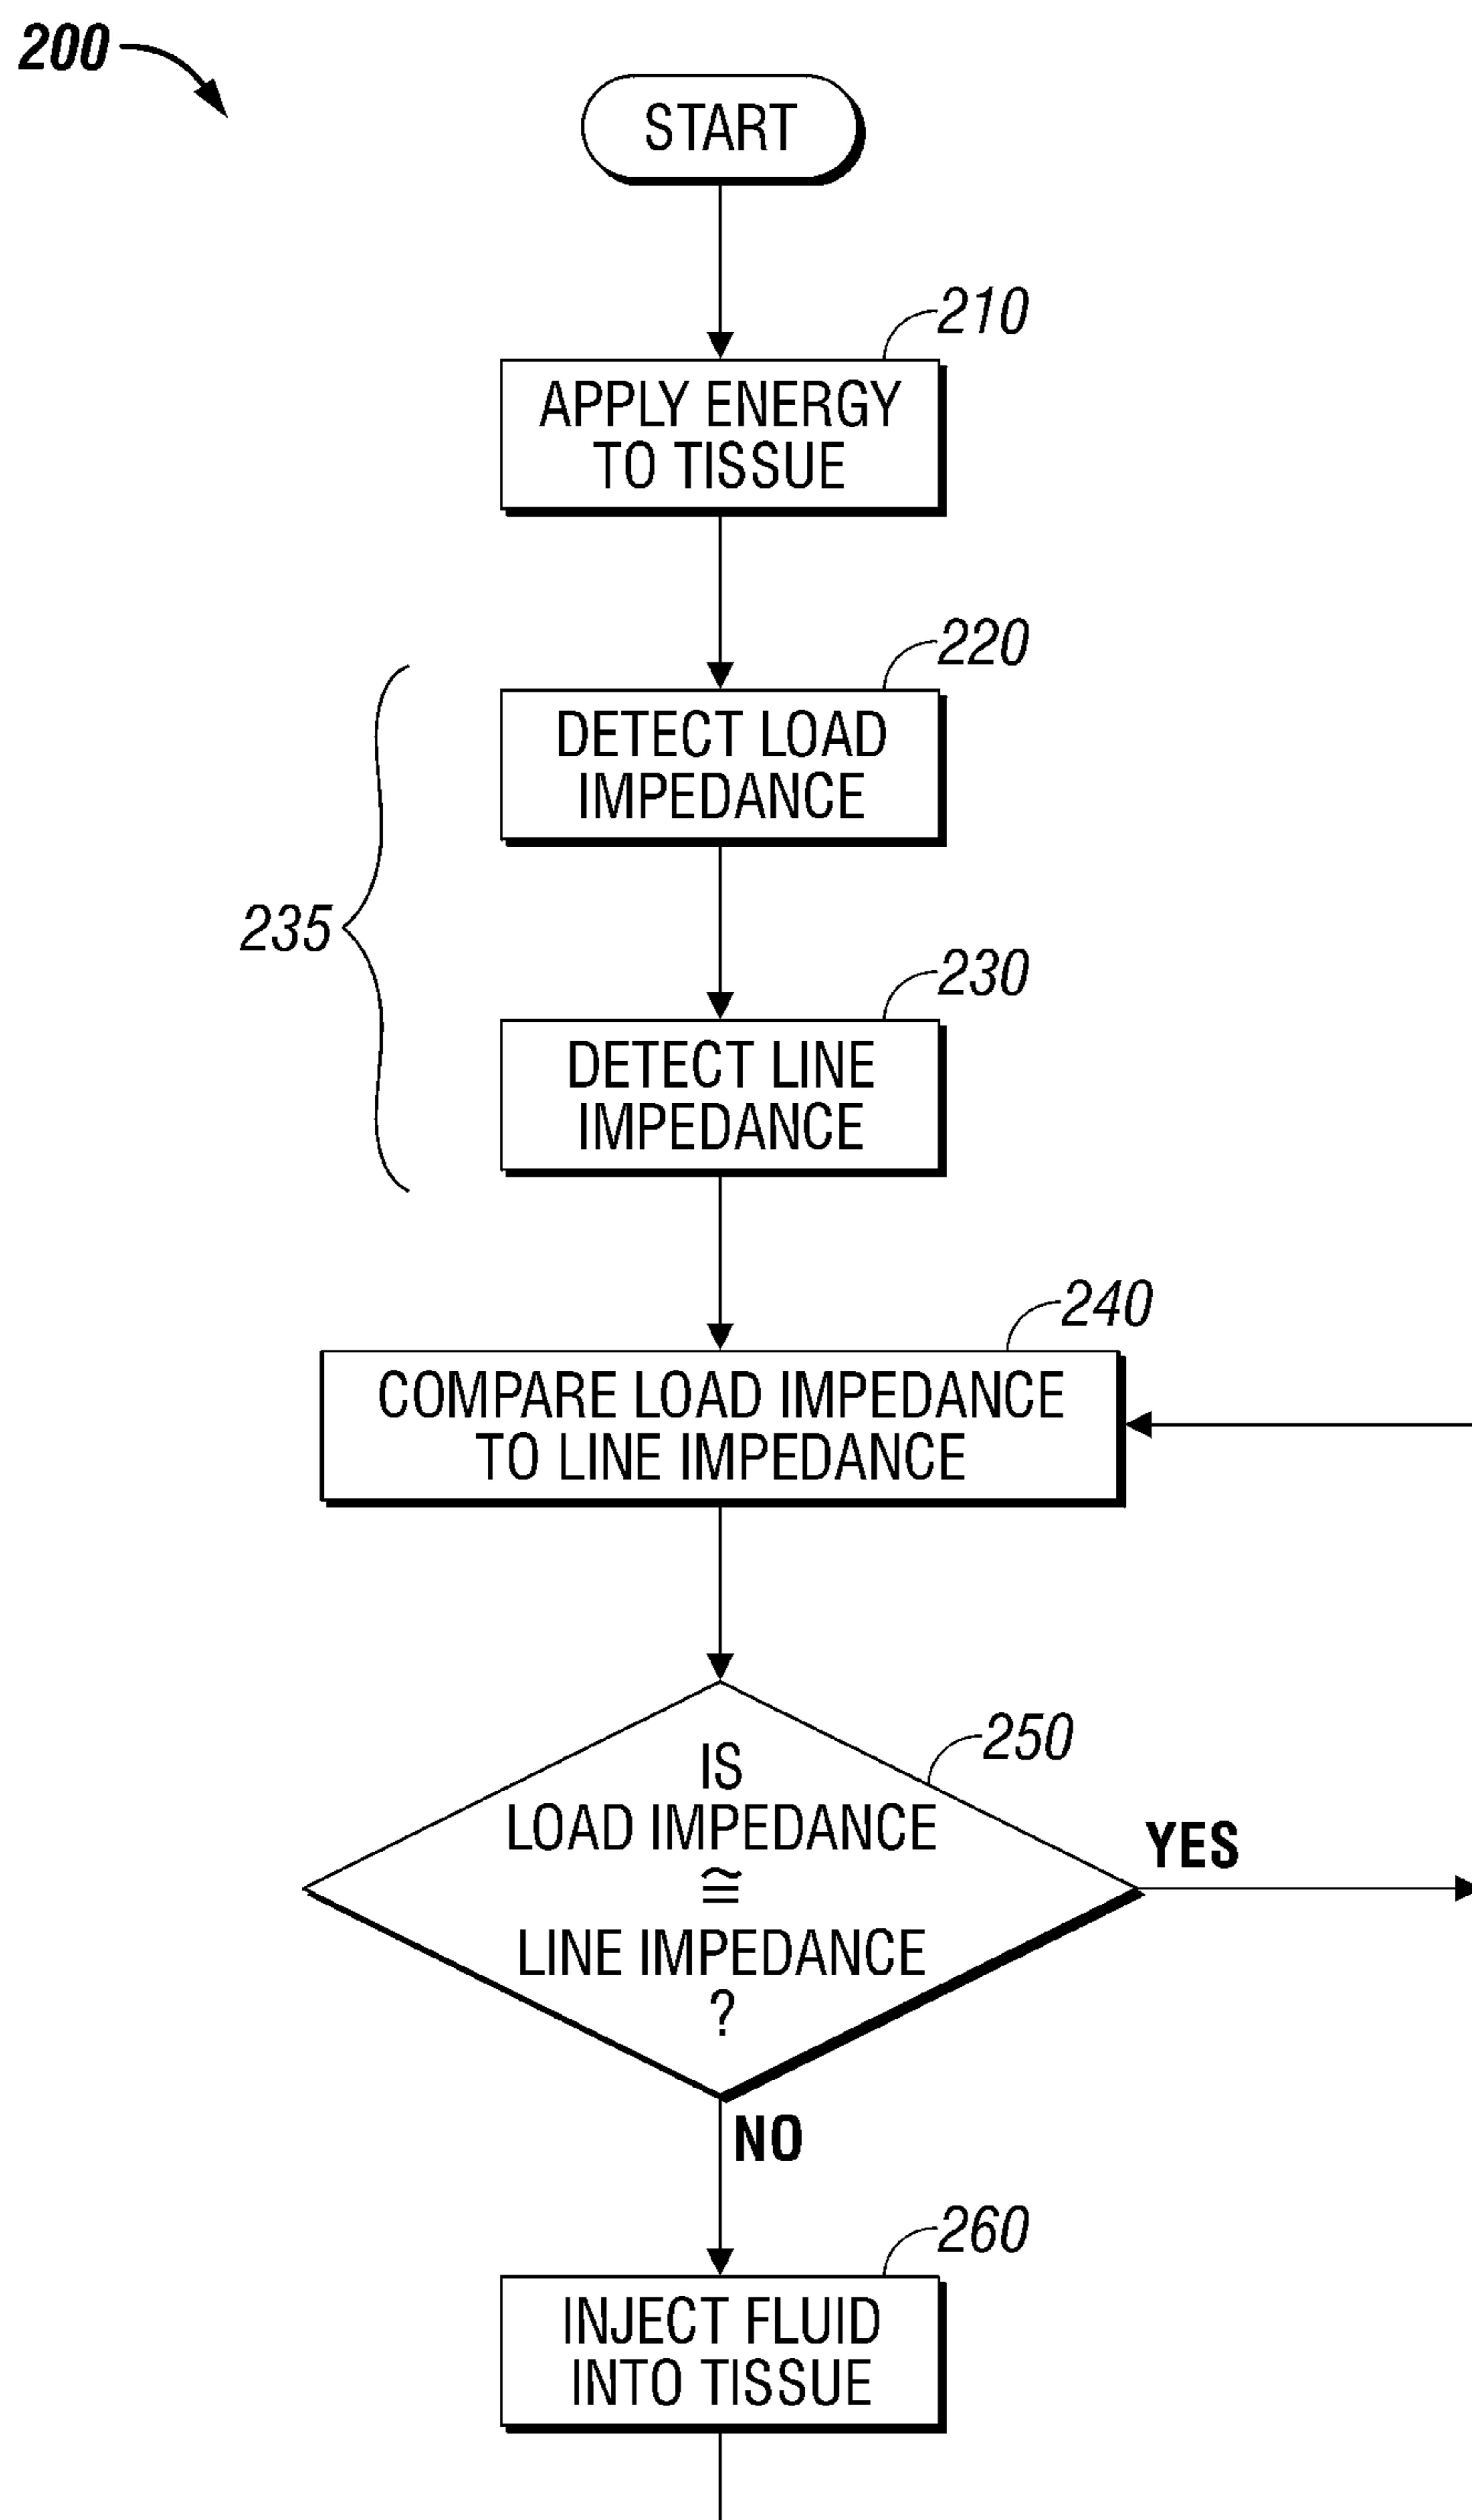 200
START
210
APPLY ENERGY
TO TISSUE
220
DETECT LOAD
IMPEDANCE
235
230
DETECT LINE
IMPEDANCE
240
COMPARE LOAD IMPEDANCE
TO LINE IMPEDANCE
250
IS
LOAD IMPEDANCE
≅
LINE IMPEDANCE
?
YES
NO
260
INJECT FLUID
INTO TISSUE